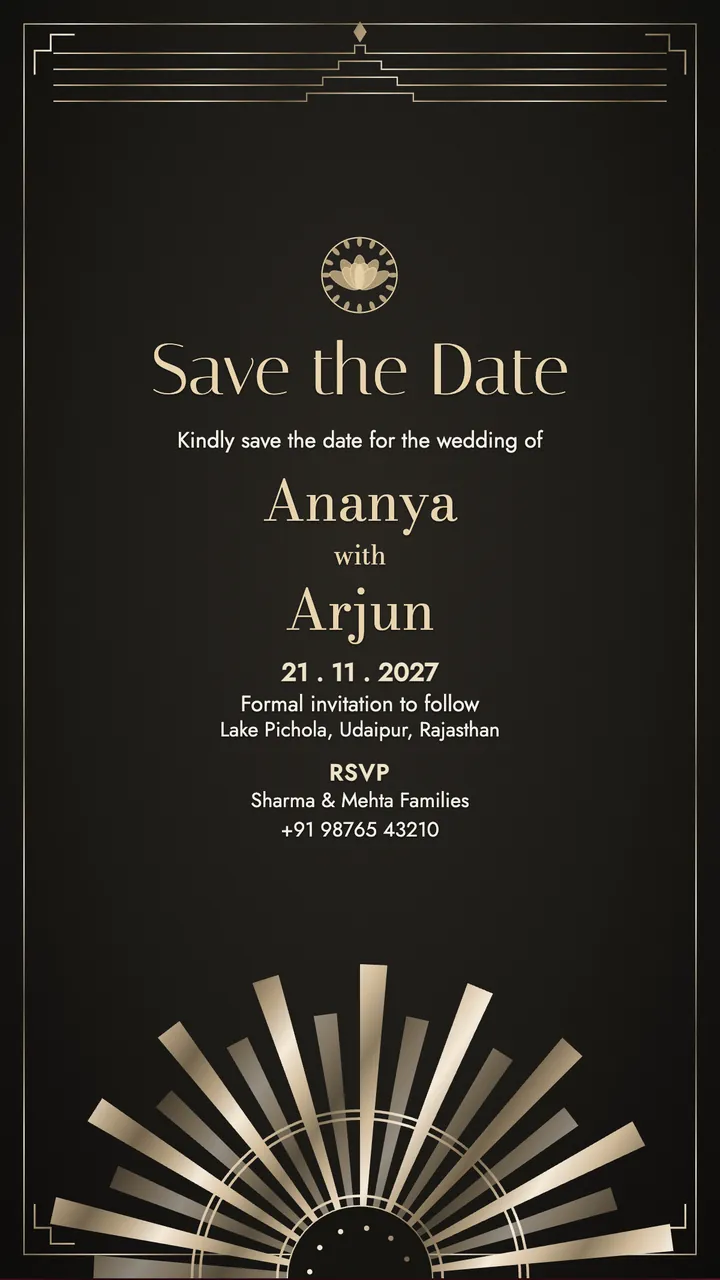 Save the Date
Kindly save the date for the wedding of
Ananya
with
Arjun
21 . 11 . 2027
Formal invitation to follow
Lake Pichola, Udaipur, Rajasthan
RSVP
Sharma & Mehta Families
+91 98765 43210